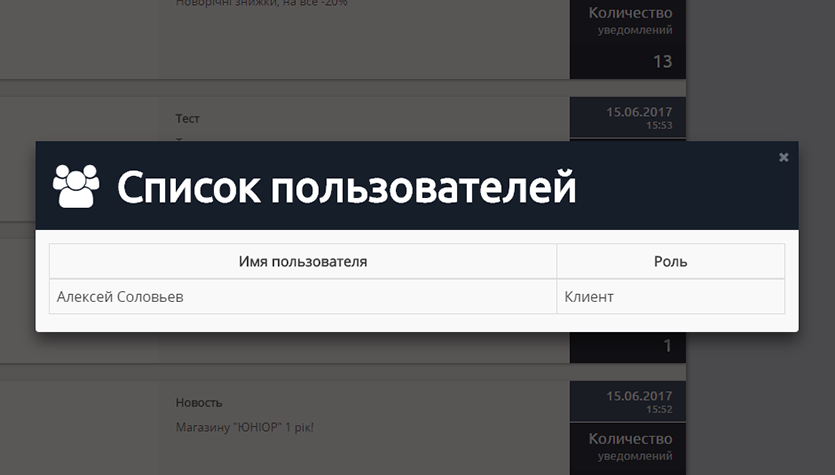 Новорічні знижки, на все -20%
Количество
уведомлений
13
Тест
15.06.2017
15:53
Список пользователей
Имя пользователя Роль
Алексей Соловьев Клиент
1
Новость
15.06.2017
15:52
Магазину "ЮНІОР" 1 рік!
Количество
уведомлений